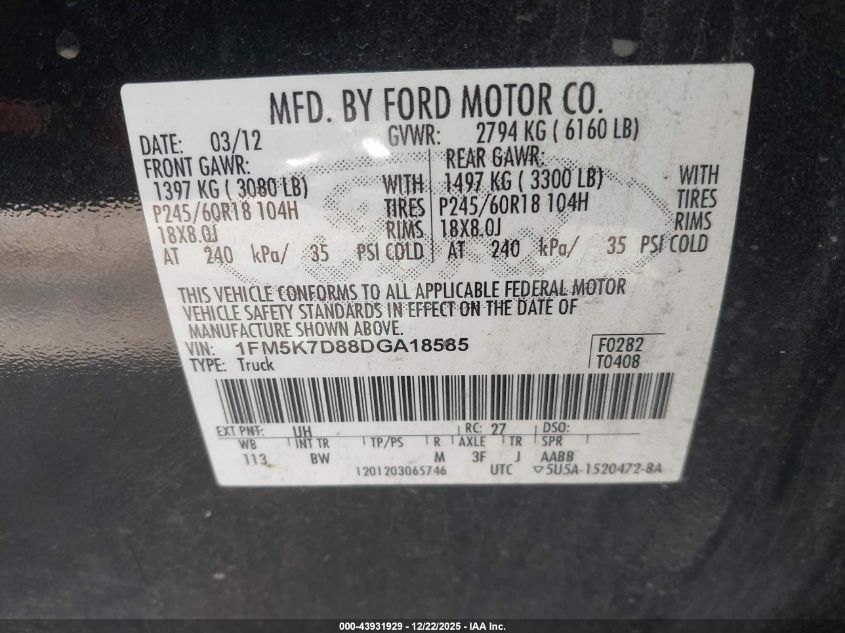 MFD. BY FORD MOTOR CO.
DATE: 03/12 GVWR: 2794 KG ( 6160 LB)
FRONT GAWR: REAR GAWR:
1397 KG ( 3080 LB) WITH 1497 KG ( 3300 LB) WITH
P245/60R18 104H TIRES P245/60R18 104H TIRES
18X8.0J RIMS 18X8.0J RIMS
AT 240 kPa/ 35 PSI COLD AT 240 kPa/ 35 PSI COLD
THIS VEHICLE CONFORMS TO ALL APPLICABLE FEDERAL MOTOR
VEHICLE SAFETY STANDARDS IN EFFECT ON THE DATE OF
MANUFACTURE SHOWN ABOVE.
VIN: 1FM5K7D88DGA18585 F0282
TYPE: Truck T0408
EXT PNT: UH RC: 27 DSO:
WB INT TR TP/PS R AXLE TR SPR
113 BW M 3F J AABB
1201203065746 UTC ▽5U5A-1520472-BA
000-43931929 - 12/22/2025 - IAA Inc.